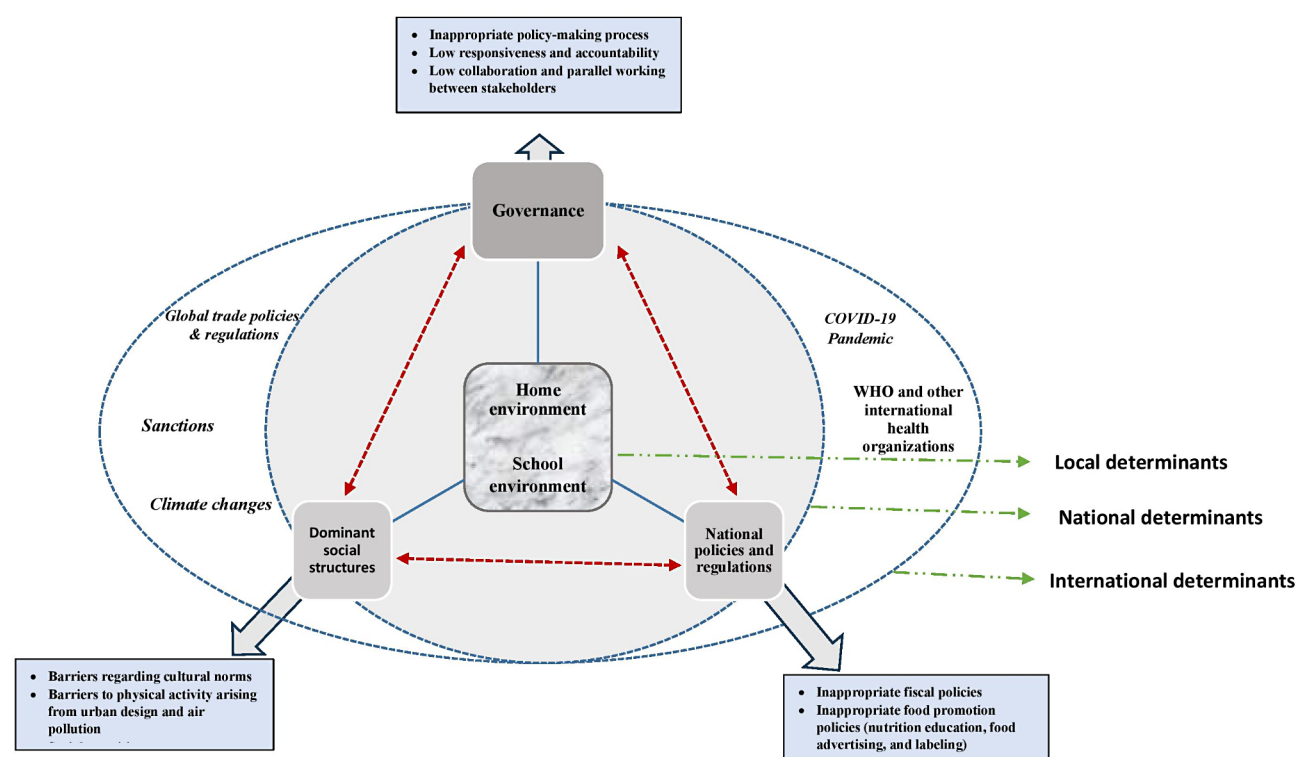 • Inappropriate policy-making process
• Low responsiveness and accountability
• Low collaboration and parallel working
between stakeholders
Governance
Global trade policies
& regulations
COVID-19
Pandemic
Home
environment
WHO and other
international
health
organizations
Sanctions
School
environment
Local determinants
Climate changes
National determinants
Dominant
social
structures
National
policies and
regulations
International determinants
• Barriers regarding cultural norms
• Barriers to physical activity arising
from urban design and air
pollution
• Inappropriate fiscal policies
• Inappropriate food promotion
policies (nutrition education, food
advertising, and labeling)